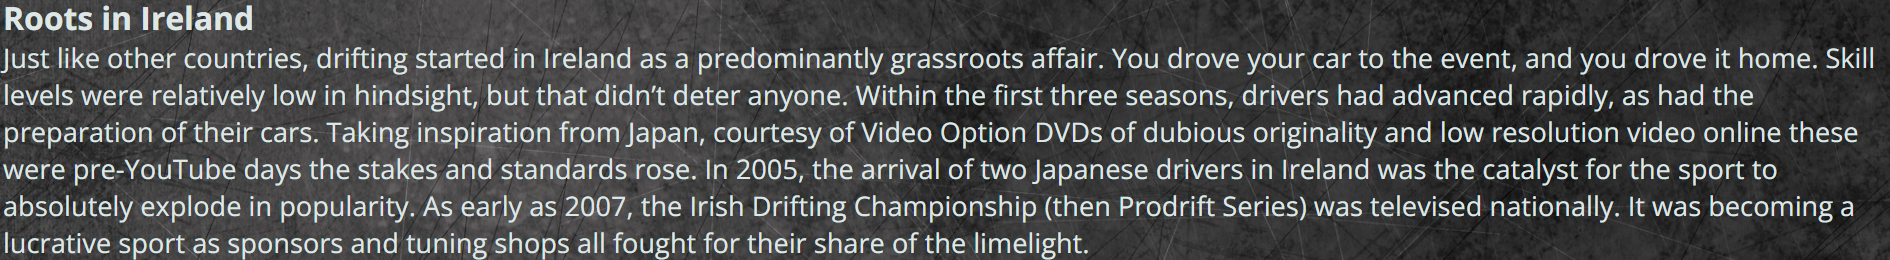 Roots in Ireland
Just like other countries, drifting started in Ireland as a predominantly grassroots affair. You drove your car to the event, and you drove it home. Skill
levels were relatively low in hindsight, but that didn’t deter anyone. Within the first three seasons, drivers had advanced rapidly, as had the
preparation of their cars. Taking inspiration from Japan, courtesy of Video Option DVDs of dubious originality and low resolution video online these
were pre-YouTube days the stakes and standards rose. In 2005, the arrival of two Japanese drivers in Ireland was the catalyst for the sport to
absolutely explode in popularity. As early as 2007, the Irish Drifting Championship (then Prodrift Series) was televised nationally. It was becoming a
lucrative sport as sponsors and tuning shops all fought for their share of the limelight.